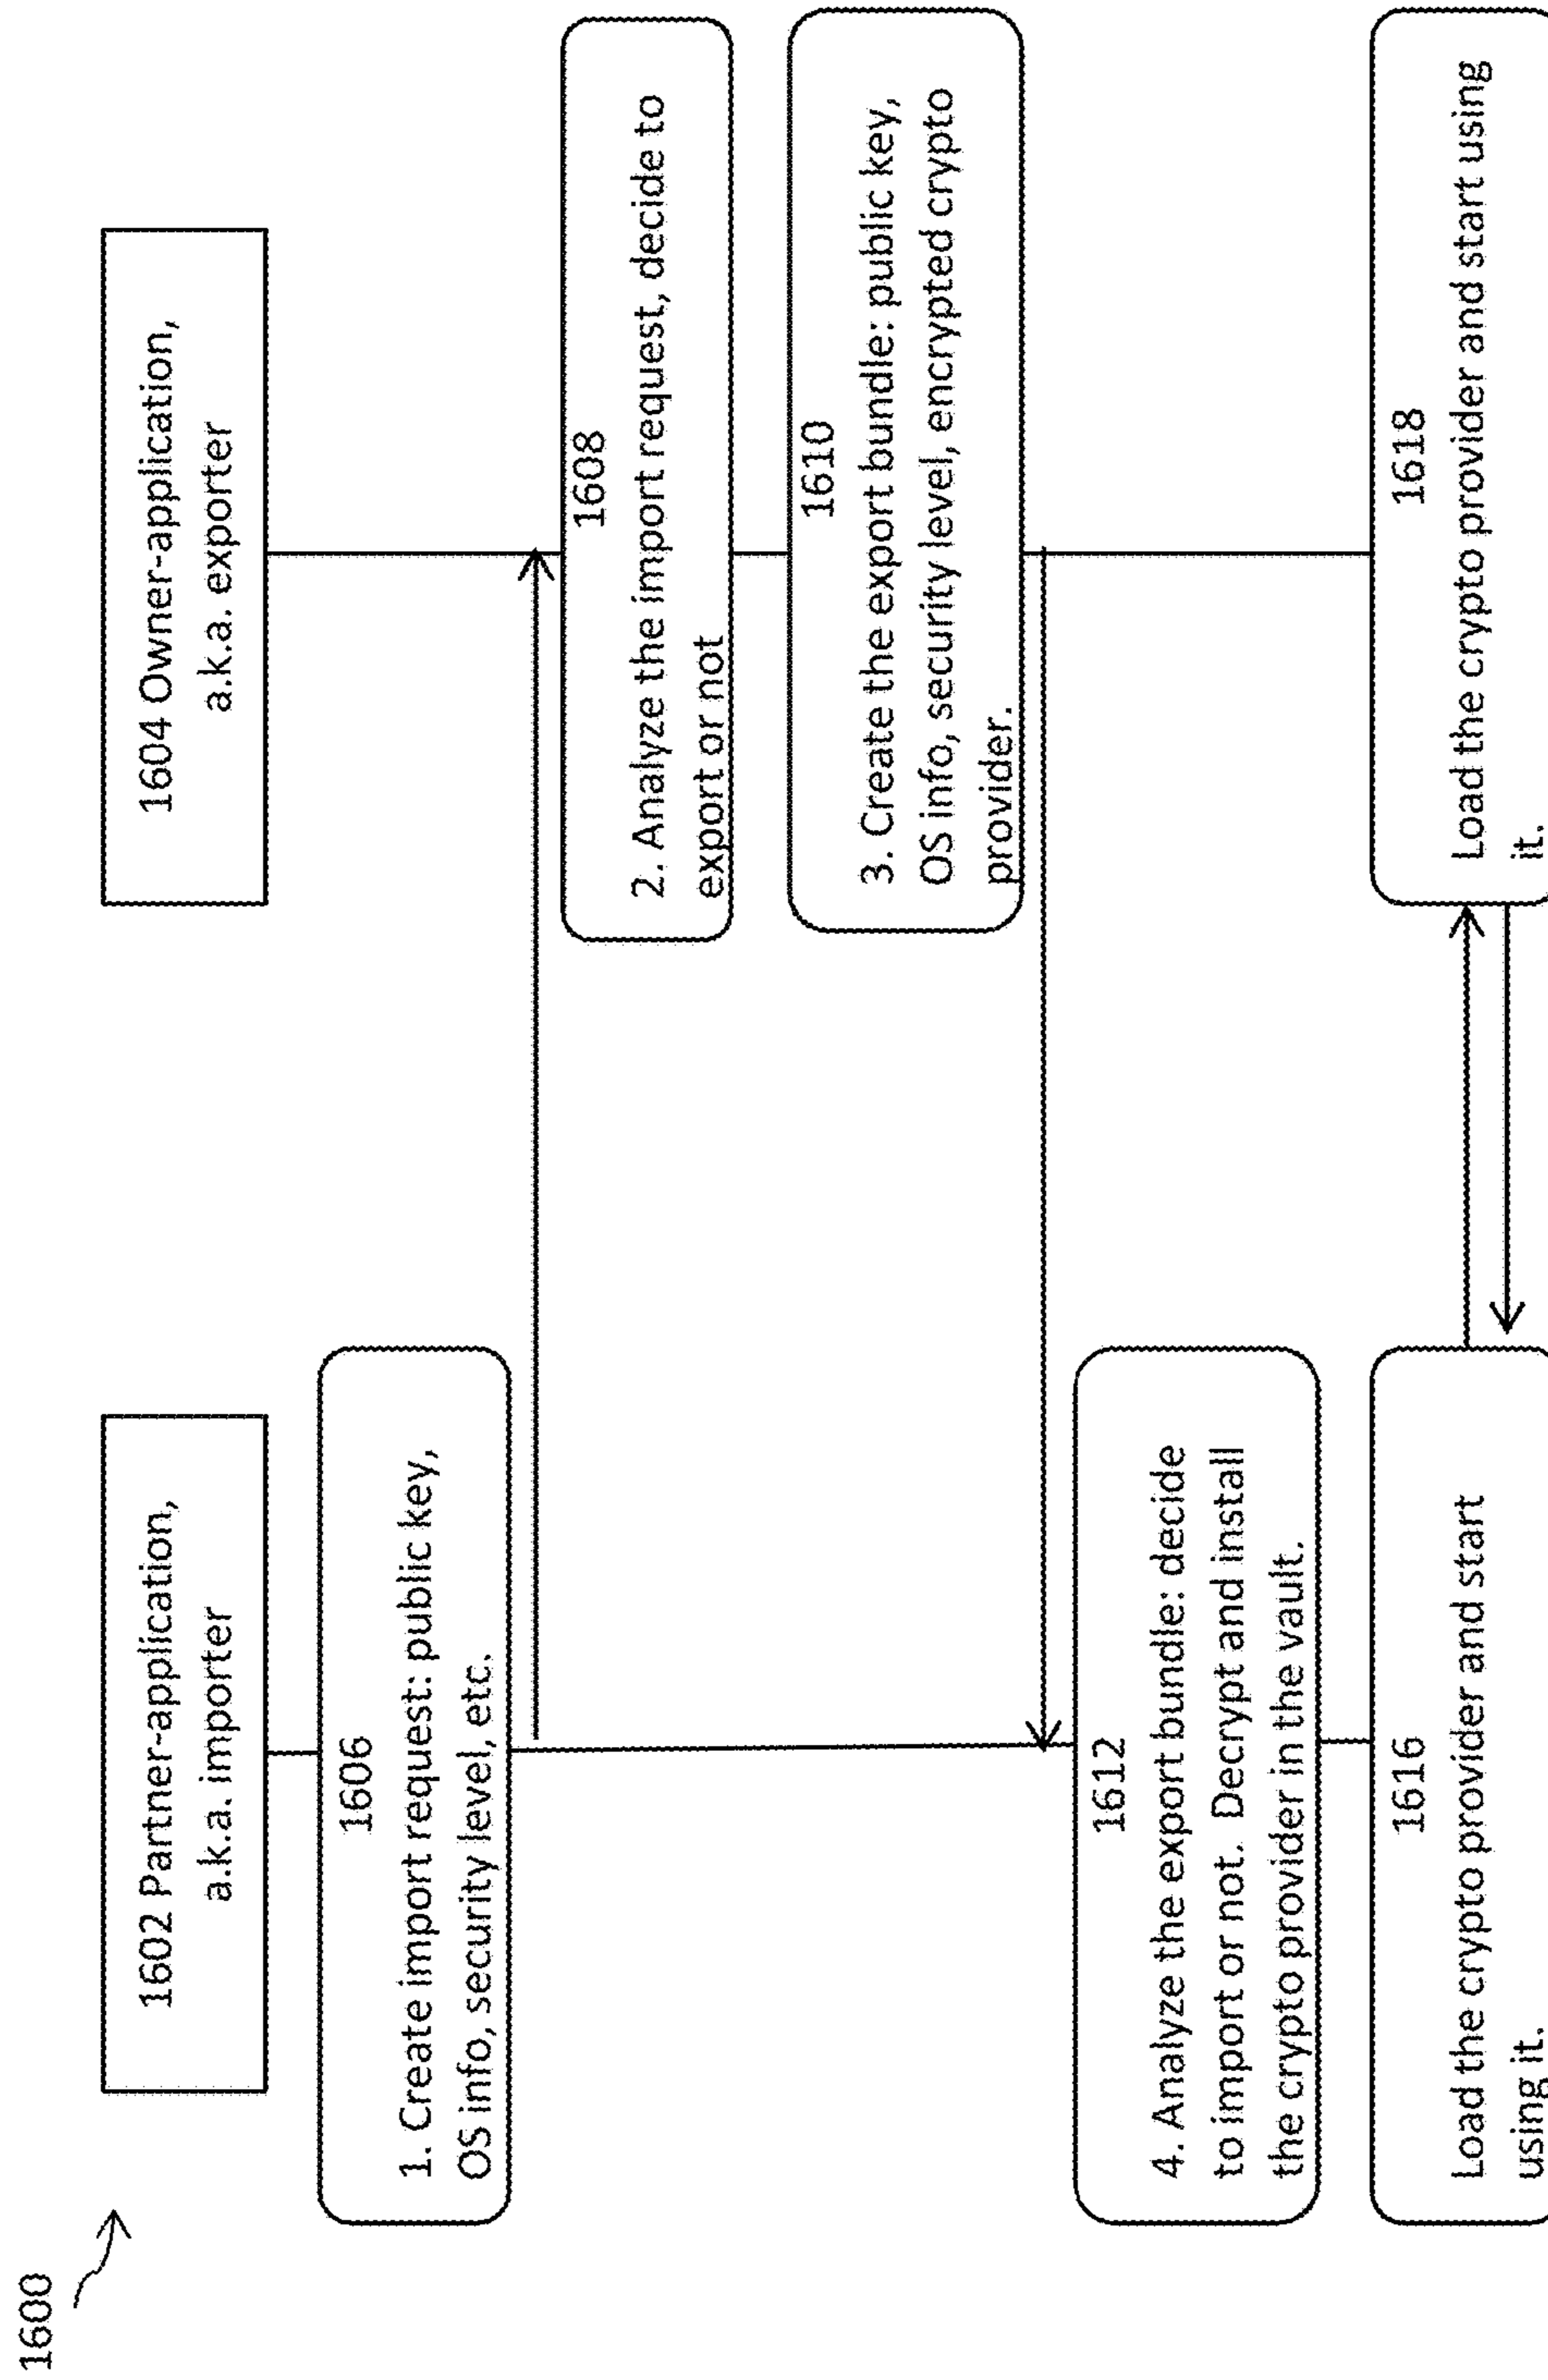 1600
1602 Partner-application,
a.k.a. importer
1604 Owner-application,
a.k.a. exporter
1606
1. Create import request: public key,
OS info, security level, etc.
1608
2. Analyze the import request, decide to
export or not
1610
3. Create the export bundle: public key,
OS info, security level, encrypted crypto
provider.
1612
4. Analyze the export bundle: decide
to import or not. Decrypt and install
the crypto provider in the vault.
1616
Load the crypto provider and start
using it.
1618
Load the crypto provider and start using
it.